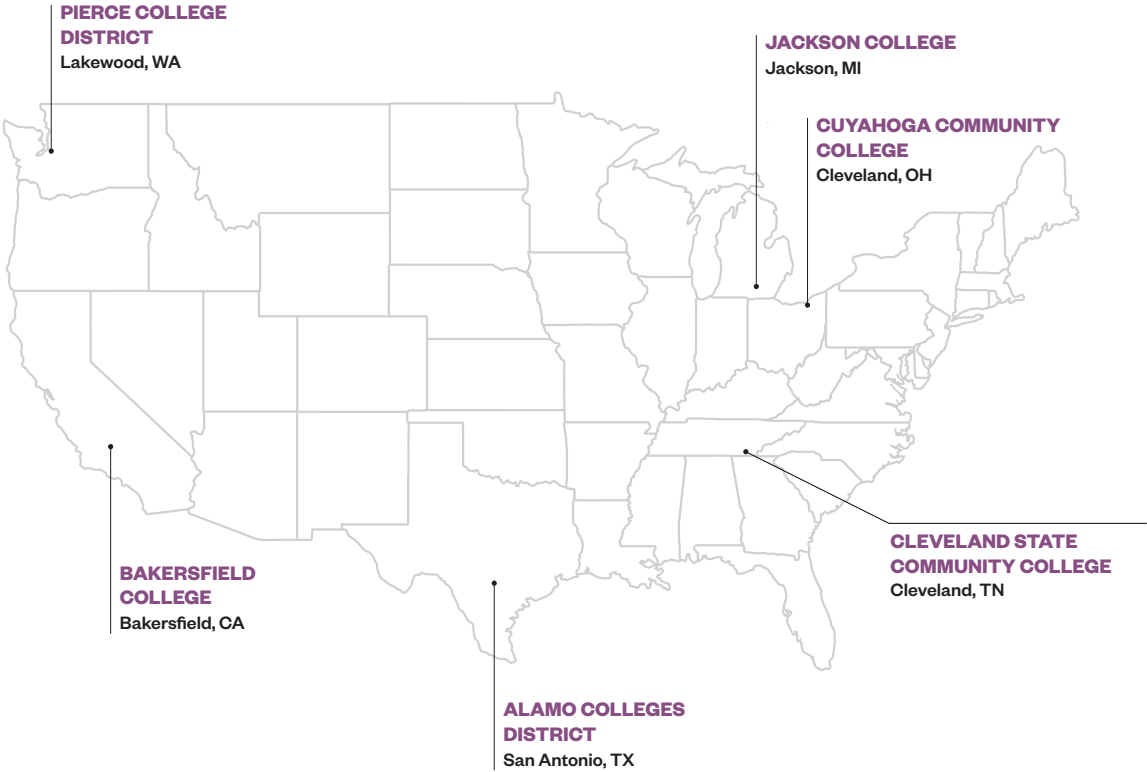 PIERCE COLLEGE
DISTRICT
Lakewood, WA
JACKSON COLLEGE
Jackson, MI
CUYAHOGA COMMUNITY
COLLEGE
Cleveland, OH
CLEVELAND STATE
COMMUNITY COLLEGE
Cleveland, TN
BAKERSFIELD
COLLEGE
Bakersfield, CA
ALAMO COLLEGES
DISTRICT
San Antonio, TX